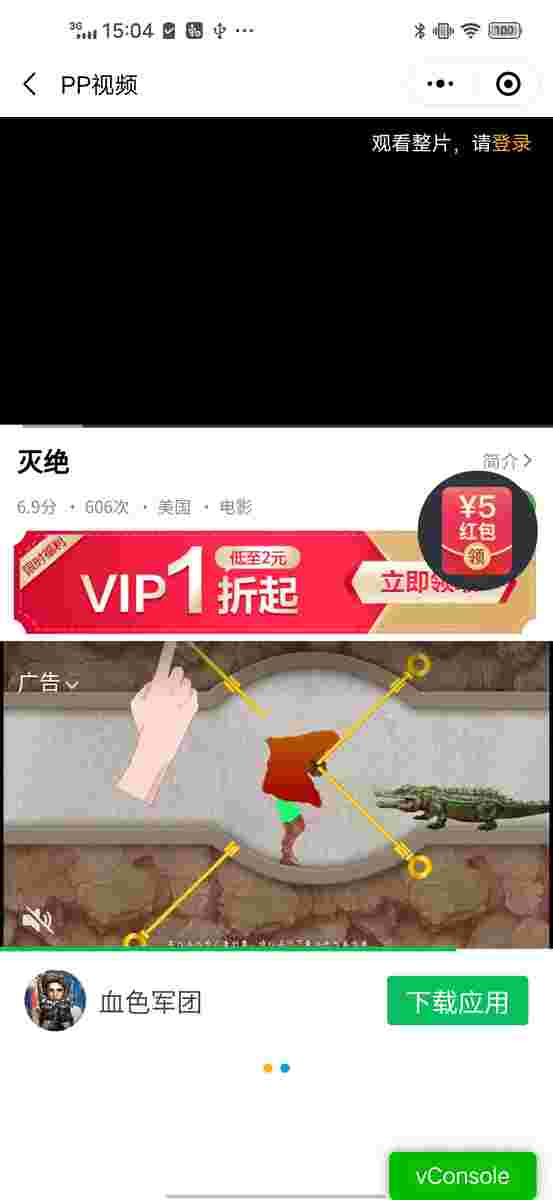 3G 15:04 100
PP视频
观看整片，请登录
灭绝
简介
6.9分 · 606次 · 美国 · 电影
¥5
红包
领
限时福利
VIP1折起
低至2元
立即领
广告
血色军团
下载应用
vConsole